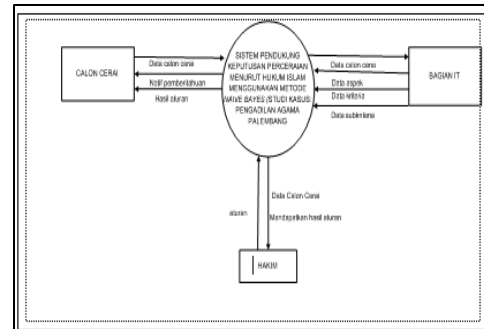 CALON CERAI
Data calon cerai
Notif pemberitahuan
Hasil aturan
SISTEM PENDUKUNG
KEPUTUSAN PERCERAIAN
MENURUT HUKUM ISLAM
MENGGUNAKAN METODE
NAIVE BAYES (STUDI KASUS:
PENGADILAN AGAMA
PALEMBANG
Data calon cerai
Data aspek
Data kriteria
Data subkriteria
BAGIAN IT
aturan
Data Calon Cerai
Mendapatkan hasil aturan
HAKIM